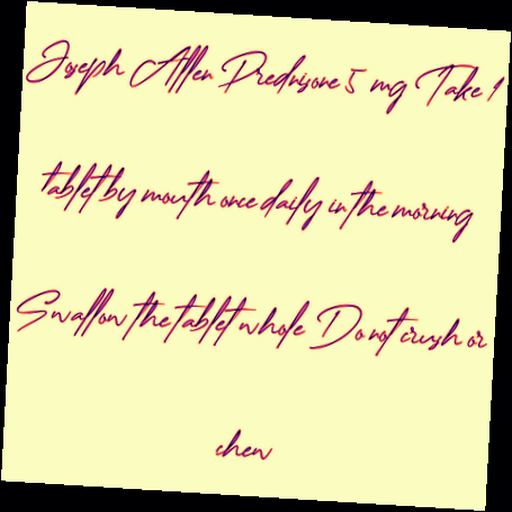 Joseph Allen Prednisone 5 mg Take 1
tablet by mouth once daily in the morning
Swallow the tablet whole Do not crush or
chew